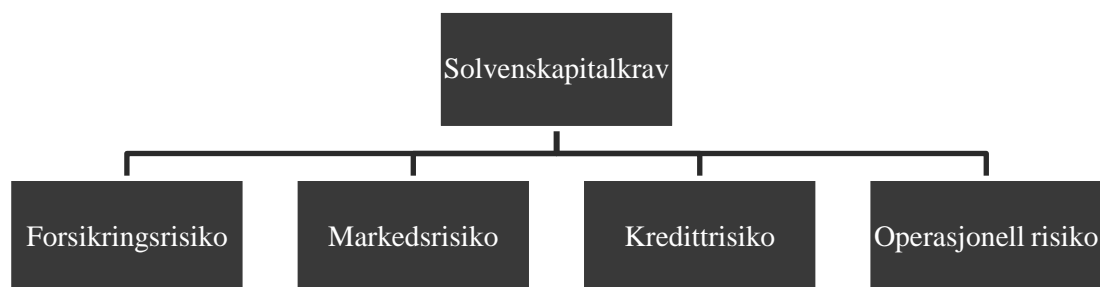 Solvenskapitalkrav
Forsikringsrisiko
Markedsrisiko
Kredittrisiko
Operasjonell risiko